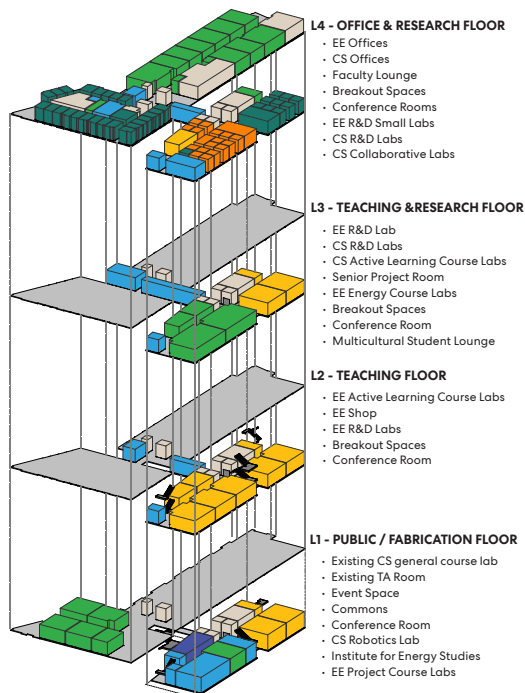 L4 - OFFICE & RESEARCH FLOOR
· EE Offices
· CS Offices
· Faculty Lounge
· Breakout Spaces
· Conference Rooms
· EE R&D Small Labs
· CS R&D Labs
· CS Collaborative Labs
L3 - TEACHING &RESEARCH FLOOR
· EE R&D Lab
· CS R&D Labs
· CS Active Learning Course Labs
· Senior Project Room
· EE Energy Course Labs
· Breakout Spaces
· Conference Room
· Multicultural Student Lounge
L2 - TEACHING FLOOR
· EE Active Learning Course Labs
· EE Shop
· EE R&D Labs
· Breakout Spaces
· Conference Room
L1 - PUBLIC / FABRICATION FLOOR
· Existing CS general course lab
· Existing TA Room
· Event Space
· Commons
· Conference Room
· CS Robotics Lab
· Institute for Energy Studies
· EE Project Course Labs